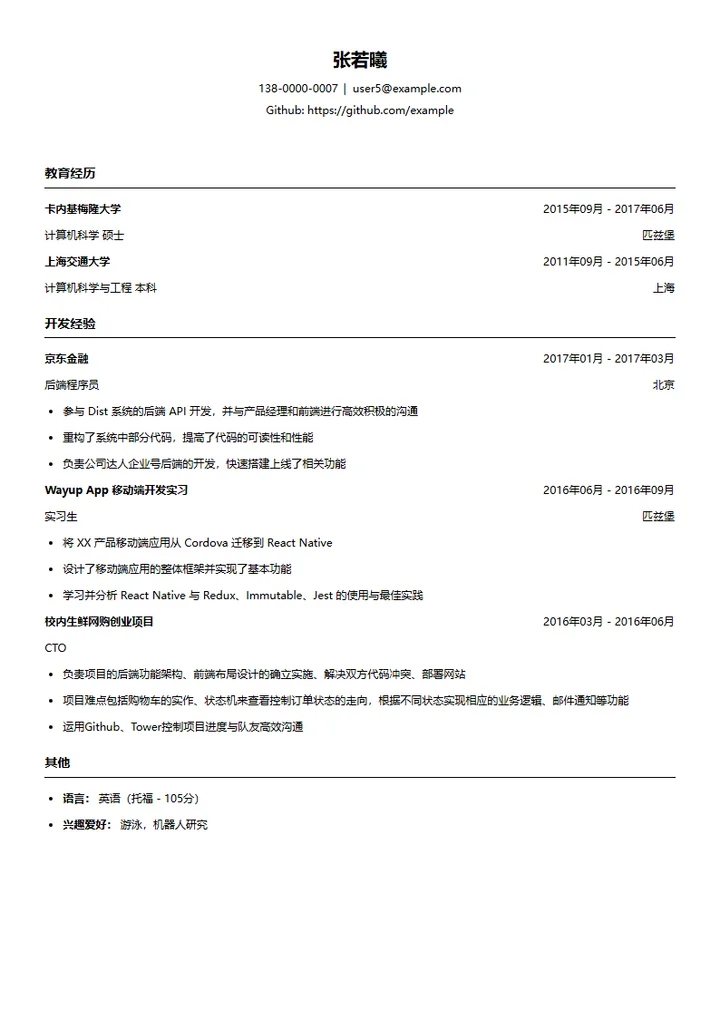 张若曦
138-0000-0007 | user5@example.com
Github: https://github.com/example
教育经历
卡内基梅隆大学 2015年09月 - 2017年06月
计算机科学 硕士 匹兹堡
上海交通大学 2011年09月 - 2015年06月
计算机科学与工程 本科 上海
开发经验
京东金融 2017年01月 - 2017年03月
后端程序员 北京
• 参与 Dist 系统的后端 API 开发，并与产品经理和前端进行高效积极的沟通
• 重构了系统中部分代码，提高了代码的可读性和性能
• 负责公司达人企业号后端的开发，快速搭建上线了相关功能
Wayup App 移动端开发实习 2016年06月 - 2016年09月
实习生 匹兹堡
• 将 XX 产品移动端应用从 Cordova 迁移到 React Native
• 设计了移动端应用的整体框架并实现了基本功能
• 学习并分析 React Native 与 Redux、Immutable、Jest 的使用与最佳实践
校内生鲜网购创业项目 2016年03月 - 2016年06月
CTO
• 负责项目的后端功能架构、前端布局设计的确立实施、解决双方代码冲突、部署网站
• 项目难点包括购物车的实作、状态机来查看控制订单状态的走向，根据不同状态实现相应的业务逻辑、邮件通知等功能
• 运用Github、Tower控制项目进度与队友高效沟通
其他
• 语言： 英语（托福 - 105分）
• 兴趣爱好： 游泳，机器人研究